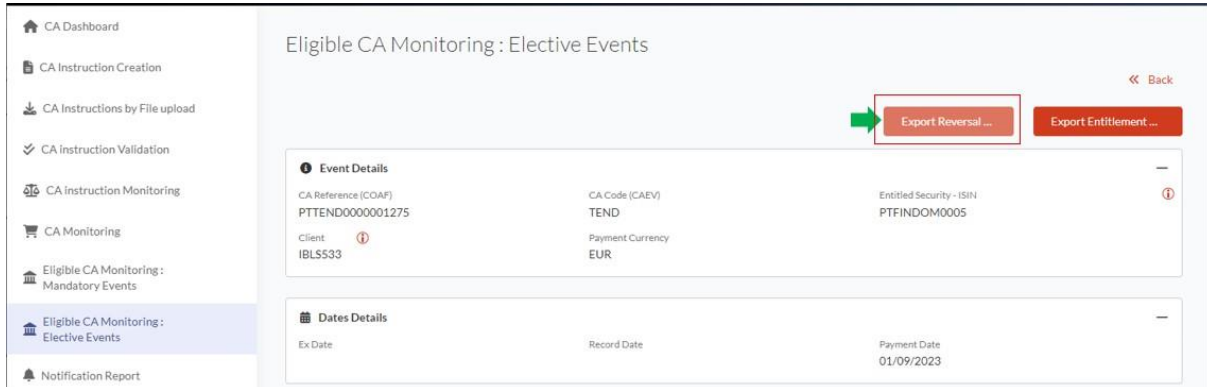 CA Dashboard
CA Instruction Creation
CA Instructions by File upload
CA instruction Validation
CA instruction Monitoring
CA Monitoring
Eligible CA Monitoring :
Mandatory Events
Eligible CA Monitoring :
Elective Events
Notification Report
Eligible CA Monitoring : Elective Events
« Back
Export Reversal ...
Export Entitlement ...
Event Details
CA Reference (COAF)
PTTEND0000001275
CA Code (CAEV)
TEND
Entitled Security - ISIN
PTFINDOM0005
Client
IBLS533
Payment Currency
EUR
Dates Details
Ex Date
Record Date
Payment Date
01/09/2023